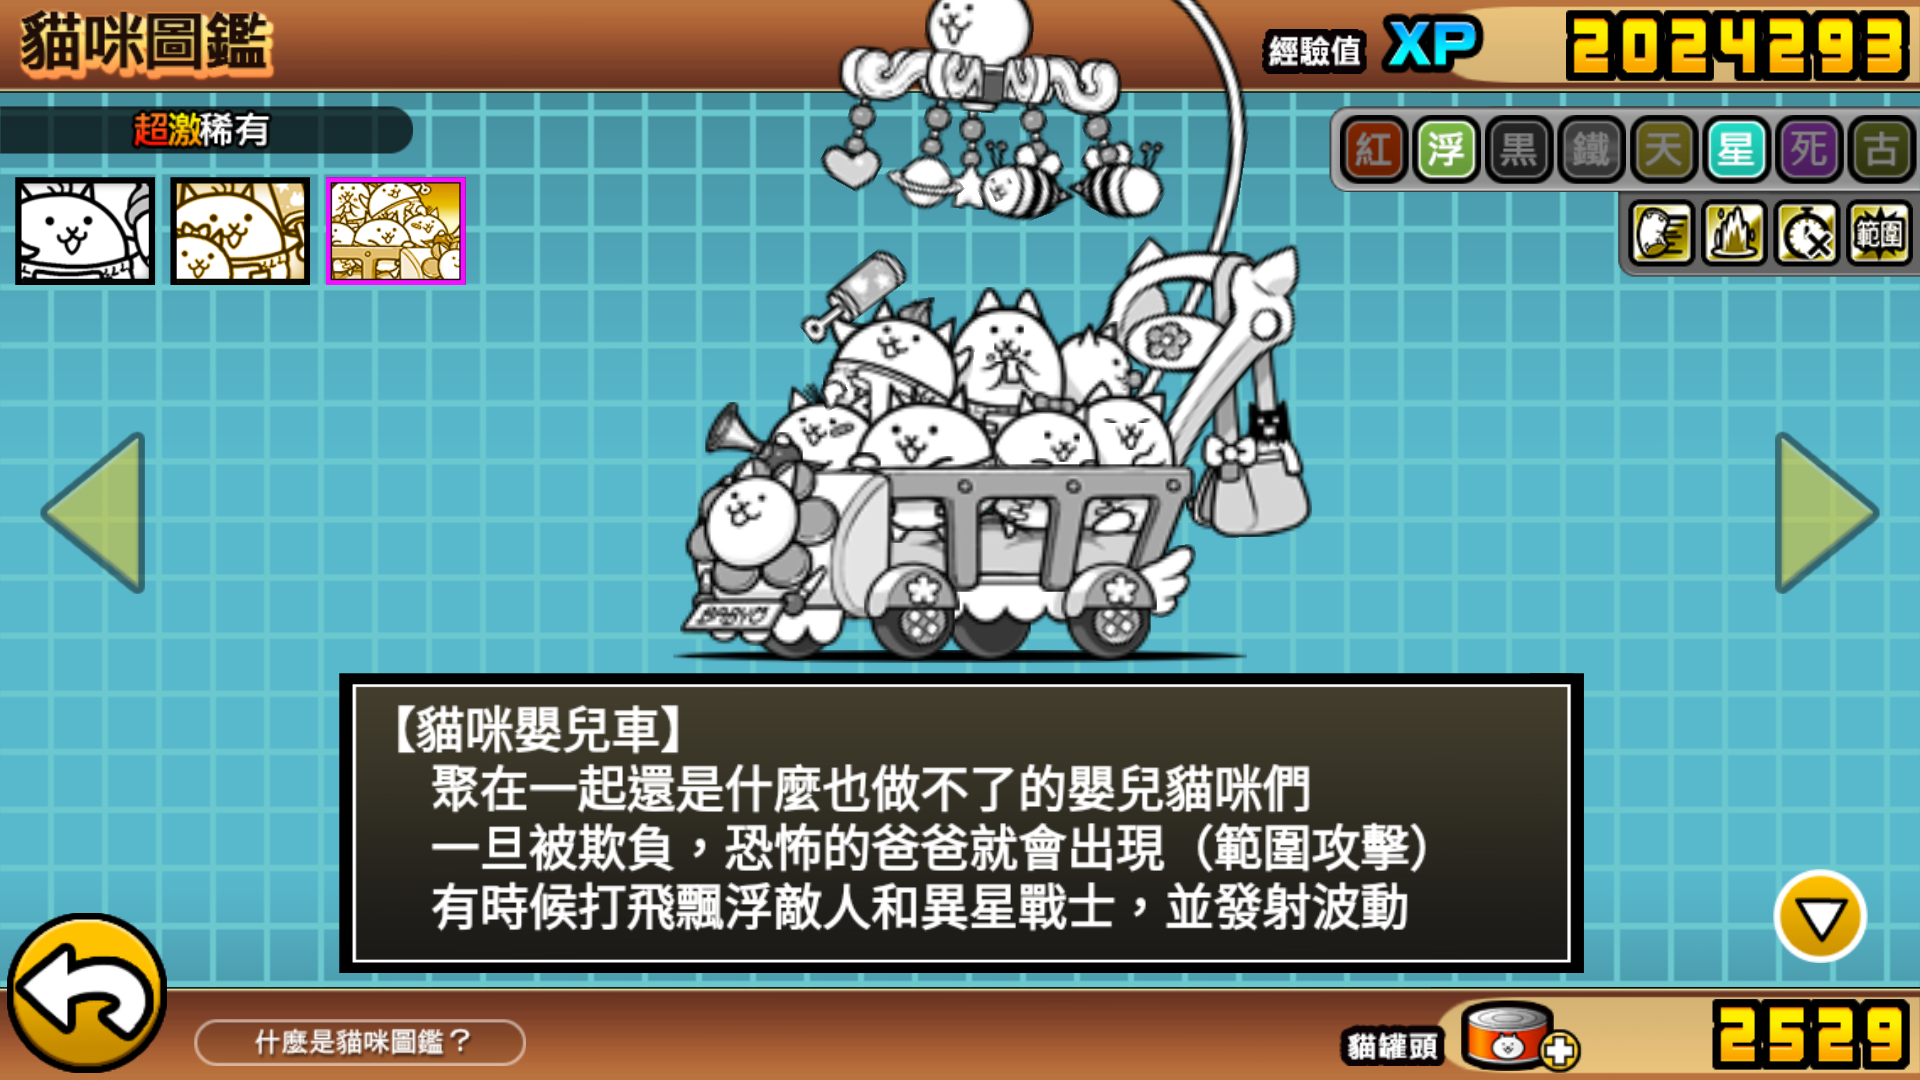 貓咪圖鑑
經驗值 XP 2024293
超激稀有
紅 浮 黑 鐵 天 星 死 古
範圍
BABYO
【貓咪嬰兒車】
聚在一起還是什麼也做不了的嬰兒貓咪們
一旦被欺負，恐怖的爸爸就會出現（範圍攻擊）
有時候打飛飄浮敵人和異星戰士，並發射波動
什麼是貓咪圖鑑？
貓罐頭 2529